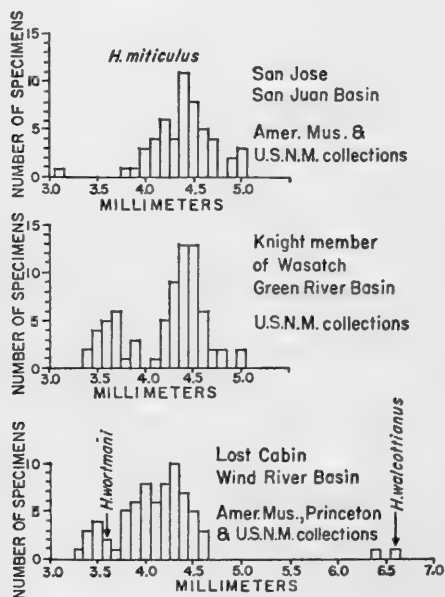 NUMBER OF SPECIMENS
15
10
5
0
H. miticulus
San Jose
San Juan Basin
Amer. Mus. &
U.S.N.M. collections
3.0 3.5 4.0 4.5 5.0
MILLIMETERS
NUMBER OF SPECIMENS
15
10
5
0
Knight member
of Wasatch
Green River Basin
U.S.N.M. collections
3.0 3.5 4.0 4.5 5.0
MILLIMETERS
NUMBER OF SPECIMENS
10
5
0
H. wortmani
Lost Cabin
Wind River Basin
Amer. Mus., Princeton
& U.S.N.M. collections
H. walcottianus
3.0 3.5 4.0 4.5 5.0 5.5 6.0 6.5 7.0
MILLIMETERS